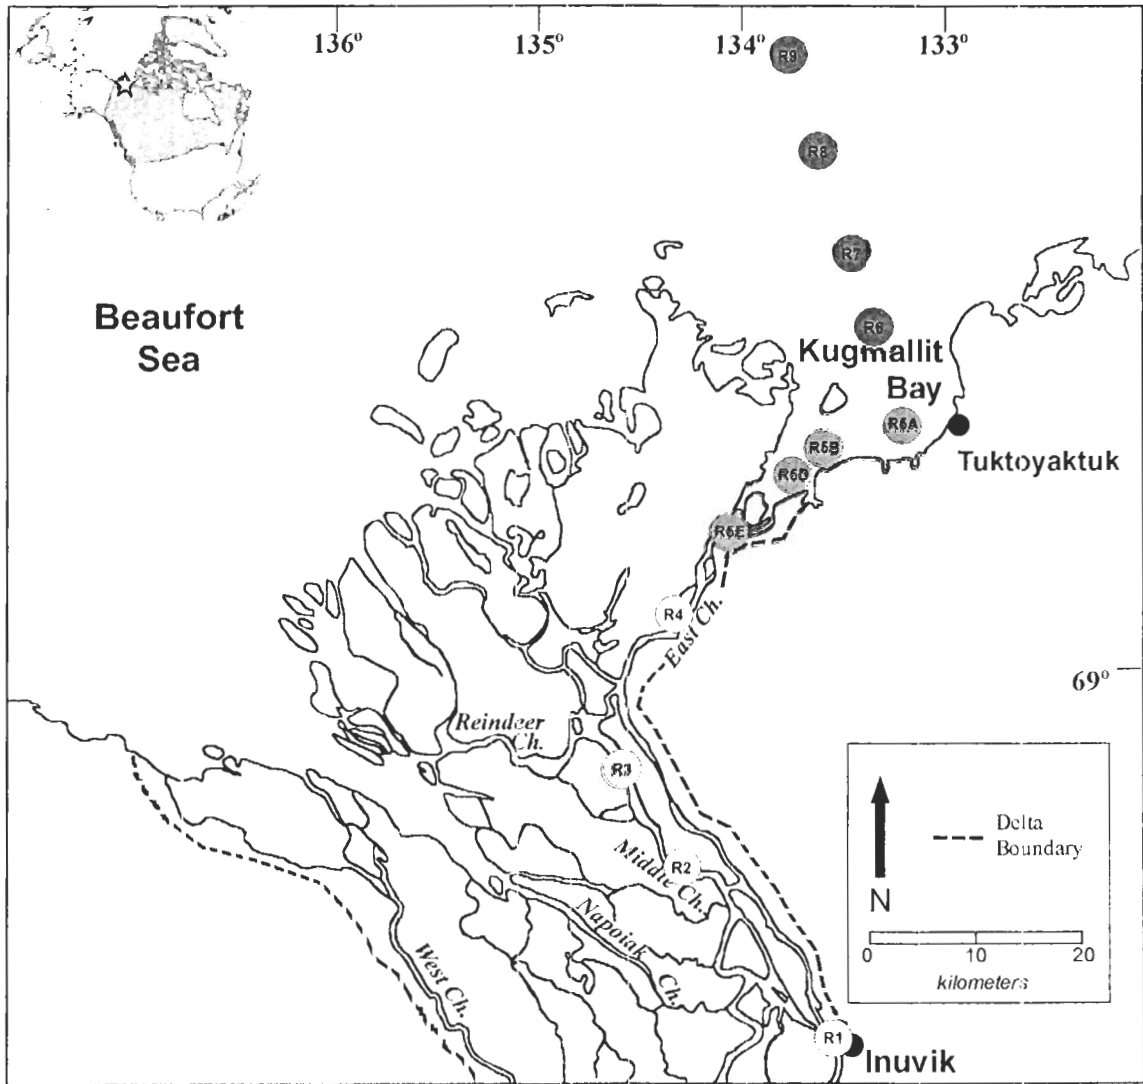 136°
135°
134°
133°
R9
R8
R7
R6
Beaufort
Sea
Kugmallit
Bay
R5A
R5B
R5D
Tuktoyaktuk
R5E
R4
East Ch.
69°
Reindeer
Ch.
R3
Delta
Boundary
Middle Ch.
R2
N
Napoiak
Ch.
West Ch.
0
10
20
kilometers
R1
Inuvik